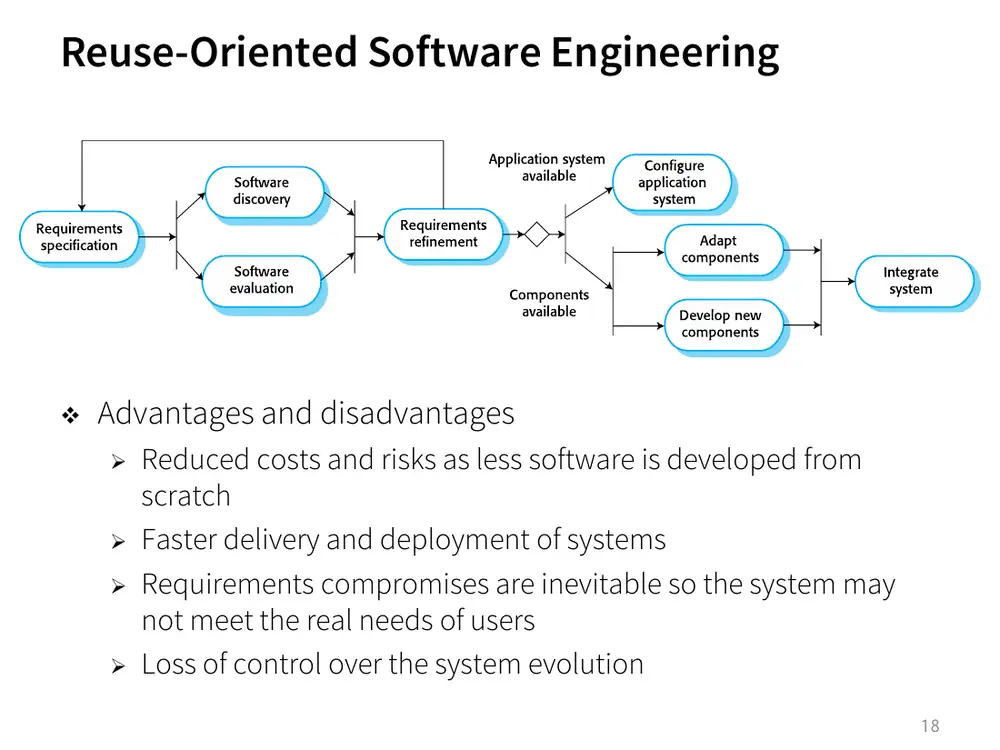 Reuse-Oriented Software Engineering
Requirements
specification
Software
discovery
Software
evaluation
Requirements
refinement
Application system
available
Components
available
Configure
application
system
Adapt
components
Develop new
components
Integrate
system
❖ Advantages and disadvantages
➢ Reduced costs and risks as less software is developed from
scratch
➢ Faster delivery and deployment of systems
➢ Requirements compromises are inevitable so the system may
not meet the real needs of users
➢ Loss of control over the system evolution
18